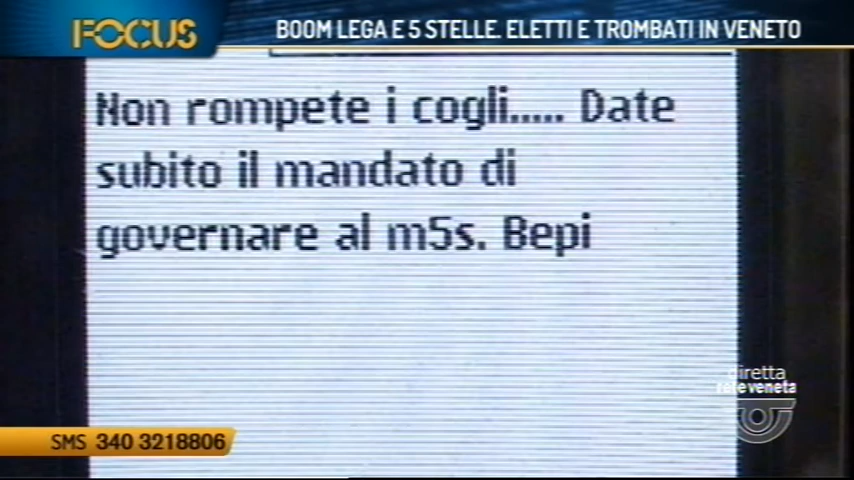 FOCUS
BOOM LEGA E 5 STELLE. ELETTI E TROMBATI IN VENETO
Non rompete i cogli..... Date
subito il mandato di
governare al m5s. Bepi
diretta
reteveneta
SMS 340 3218806